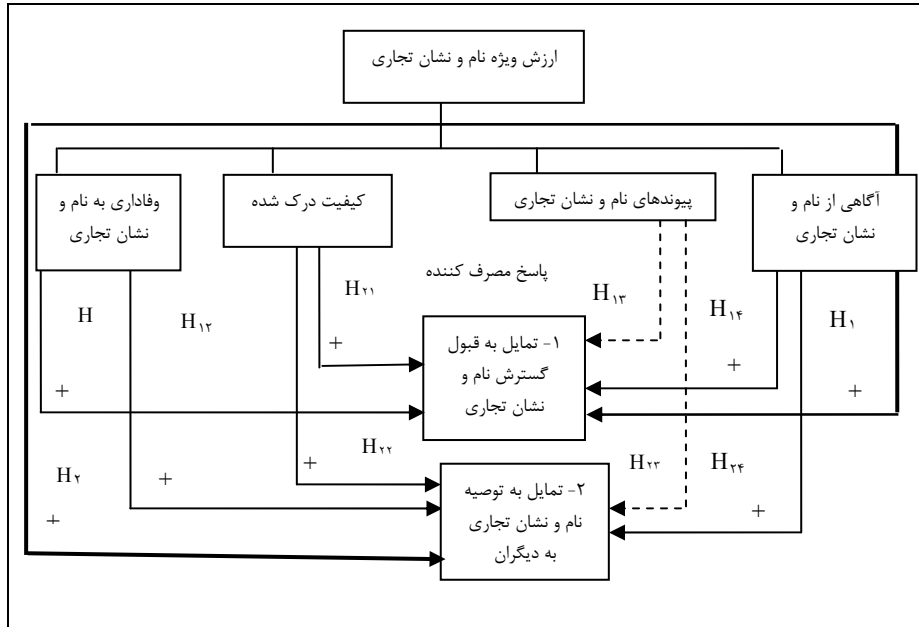 ارزش ویژه نام و نشان تجاری
آگاهی از نام و
نشان تجاری
پیوندهای نام و نشان تجاری
کیفیت درک شده
وفاداری به نام و
نشان تجاری
پاسخ مصرف کننده
H۱
H۱۴
H۱۳
H۲۱
H۱۲
H
۱- تمایل به قبول
گسترش نام و
نشان تجاری
+
+
+
+
H۲۴
H۲۳
H۲۲
H۲
۲- تمایل به توصیه
نام و نشان تجاری
به دیگران
+
+
+
+